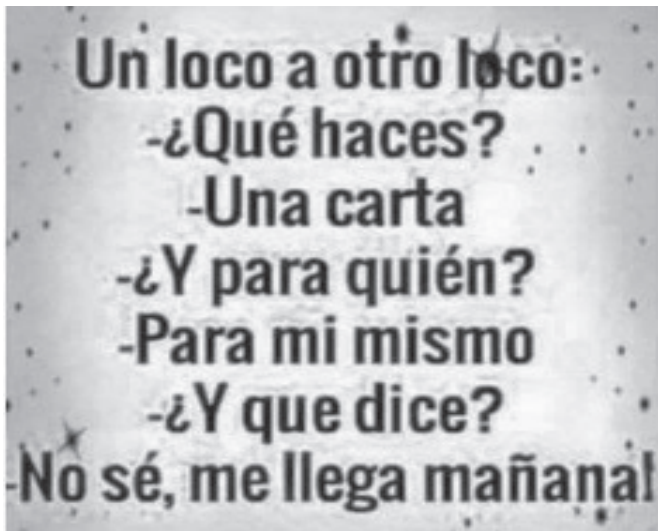 Un loco a otro loco:
-¿Qué haces?
-Una carta
-¿Y para quién?
-Para mi mismo
-¿Y que dice?
-No sé, me llega mañana!